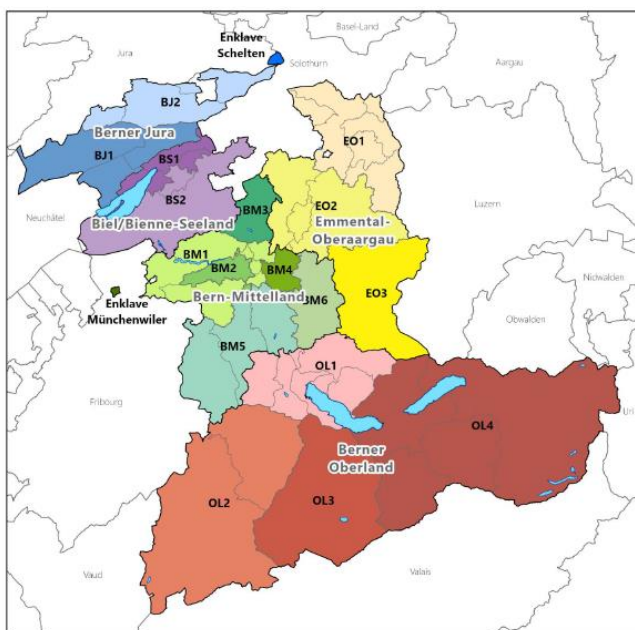 Enklave
Schelten
Jura
Basel-Land
Solothurn
Aargau
BJ2
Berner Jura
BJ1
BS1
EO1
BS2
BM3
EO2
Luzern
Neuchâtel
Biel/Bienne-Seeland
Emmental-
Oberaargau
BM1
BM2
BM4
EO3
Nidwalden
Enklave
Münchenwiler
Bern-Mittelland
BM6
Obwalden
BM5
OL1
Fribourg
Uri
OL4
Berner
Oberland
OL2
OL3
Vaud
Valais